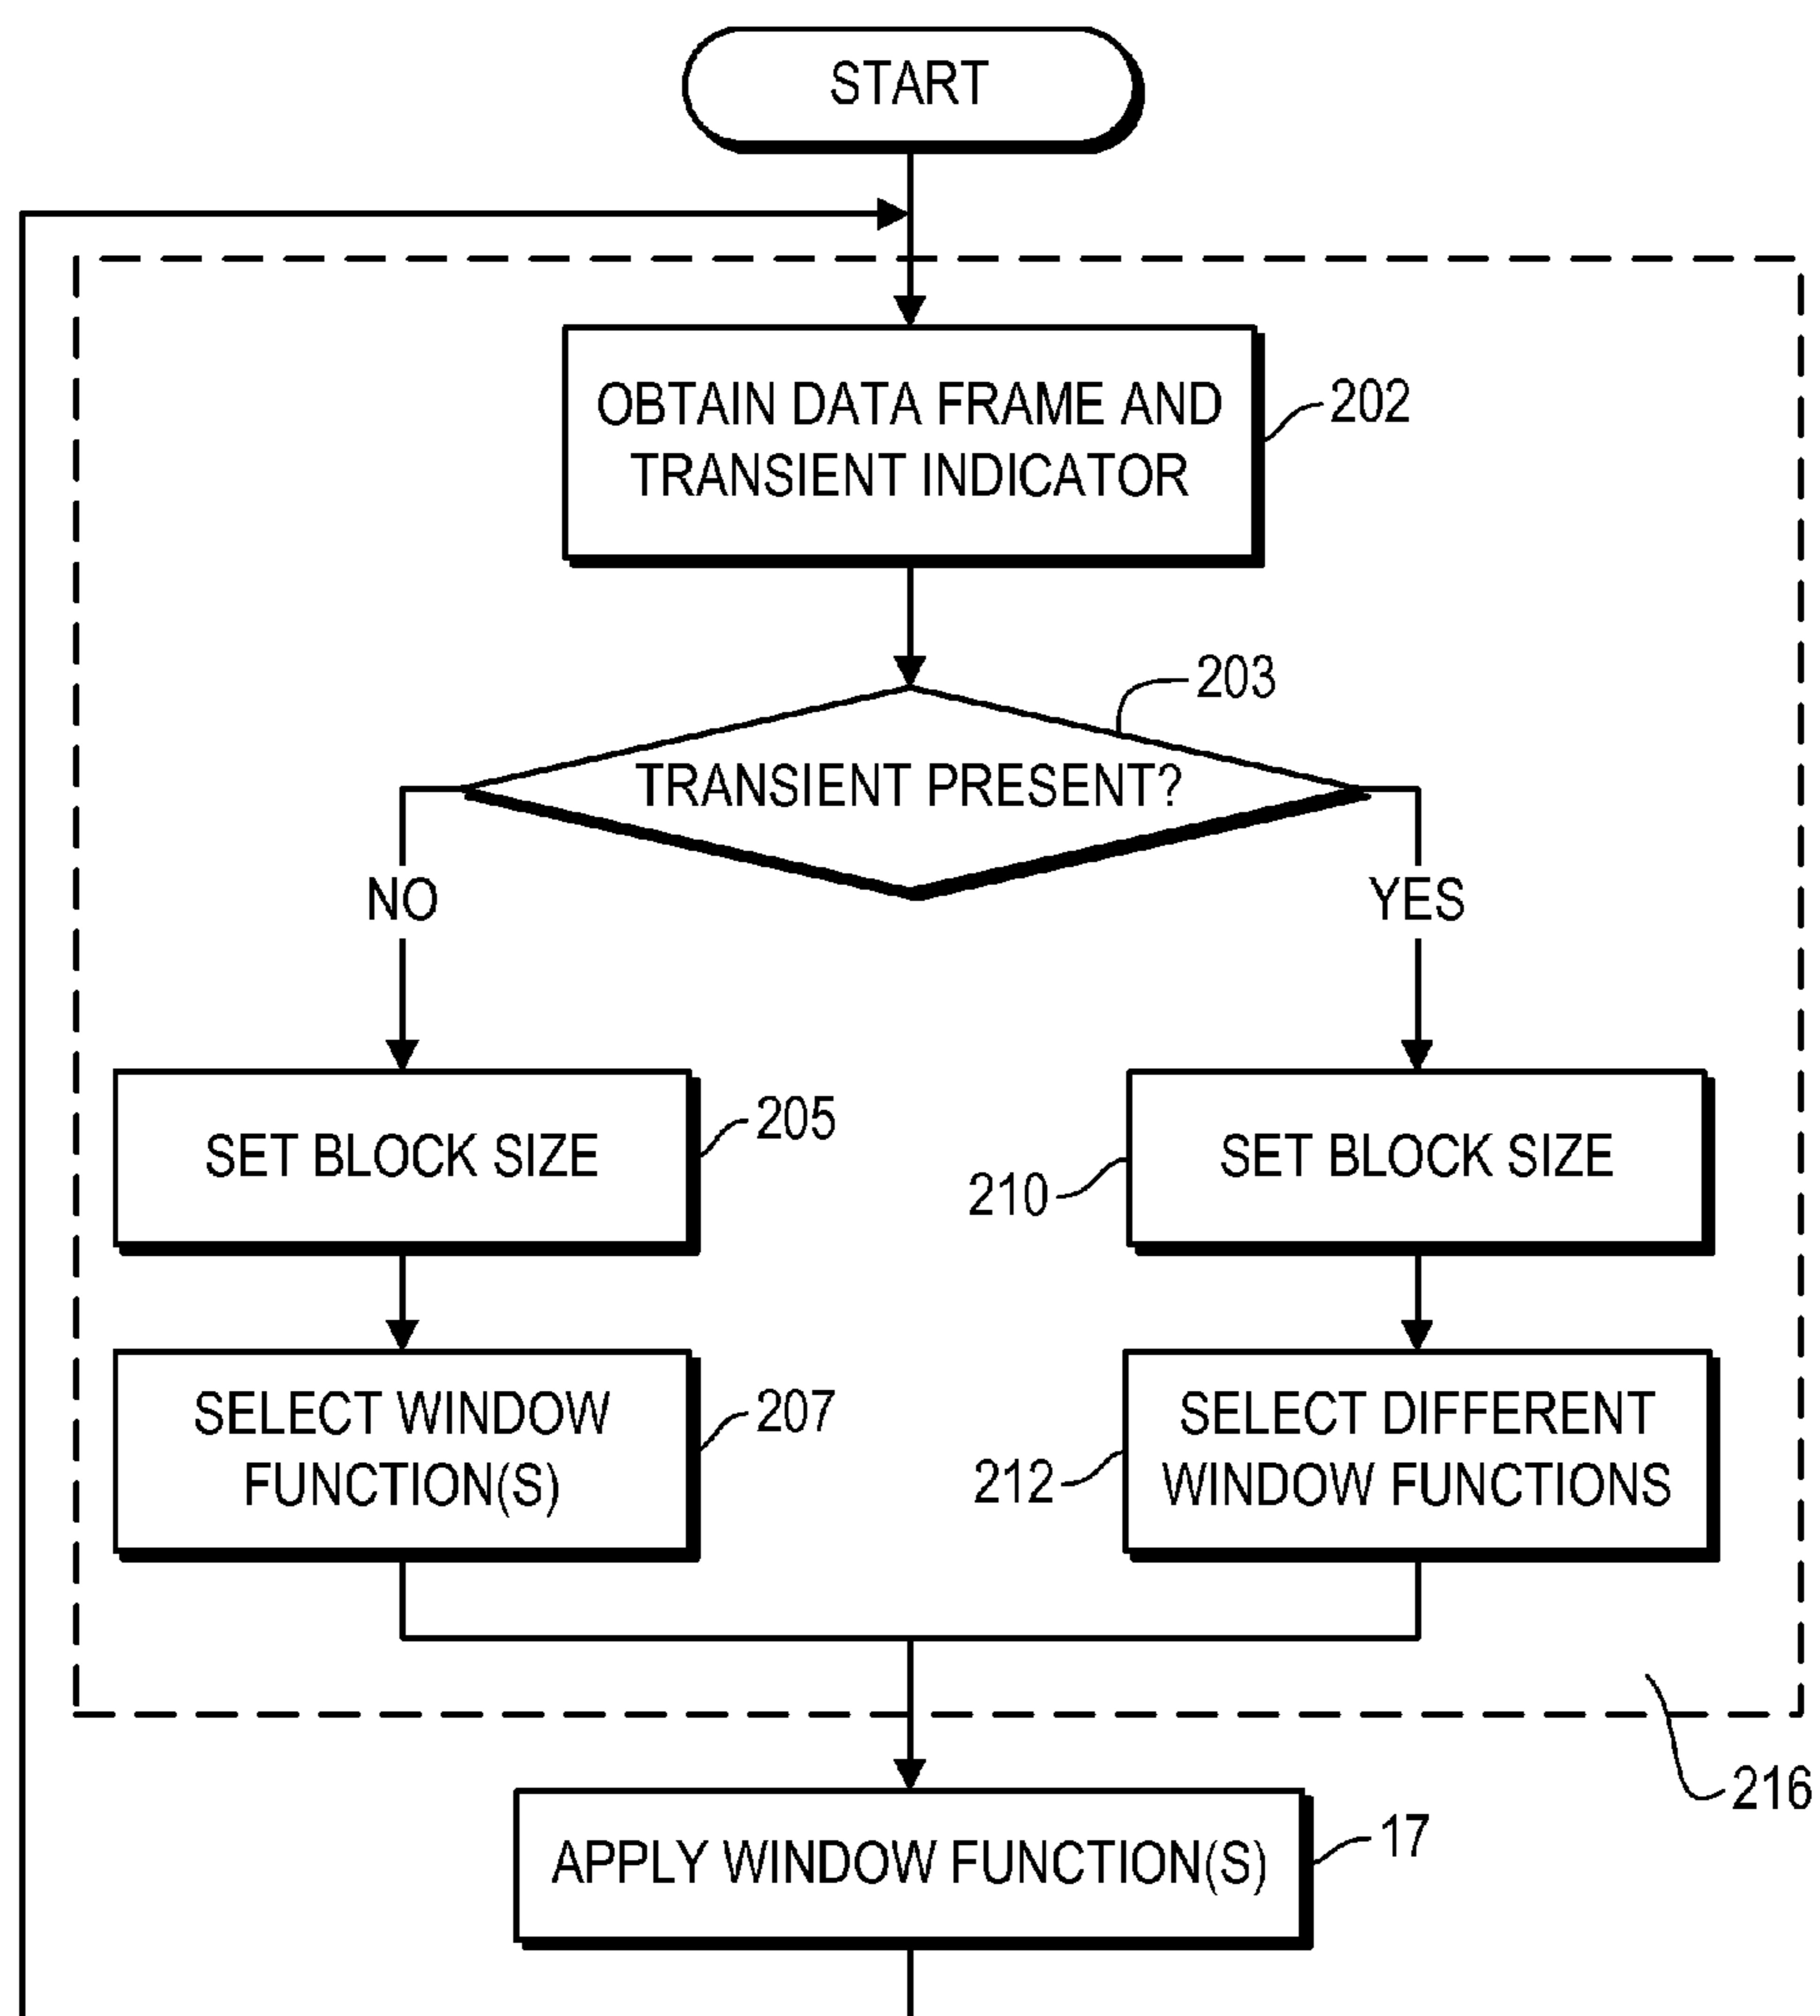 START
OBTAIN DATA FRAME AND
TRANSIENT INDICATOR
202
203
TRANSIENT PRESENT?
NO
YES
SET BLOCK SIZE
205
210
SET BLOCK SIZE
SELECT WINDOW
FUNCTION(S)
207
212
SELECT DIFFERENT
WINDOW FUNCTIONS
216
APPLY WINDOW FUNCTION(S)
17